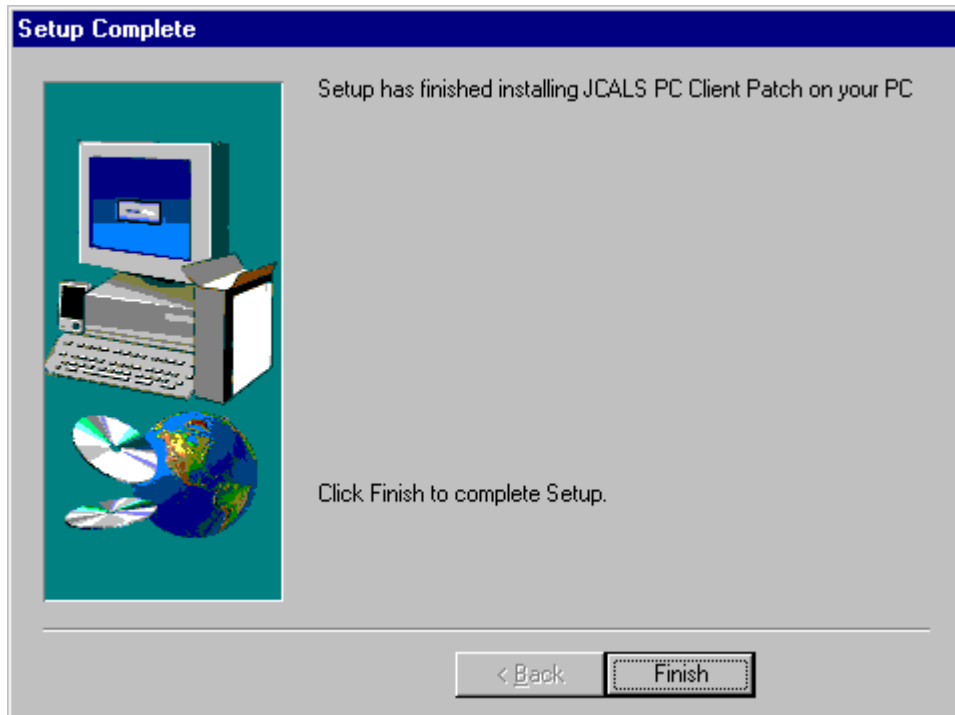 Setup Complete
Setup has finished installing JCALS PC Client Patch on your PC
Click Finish to complete Setup.
< Back
Finish